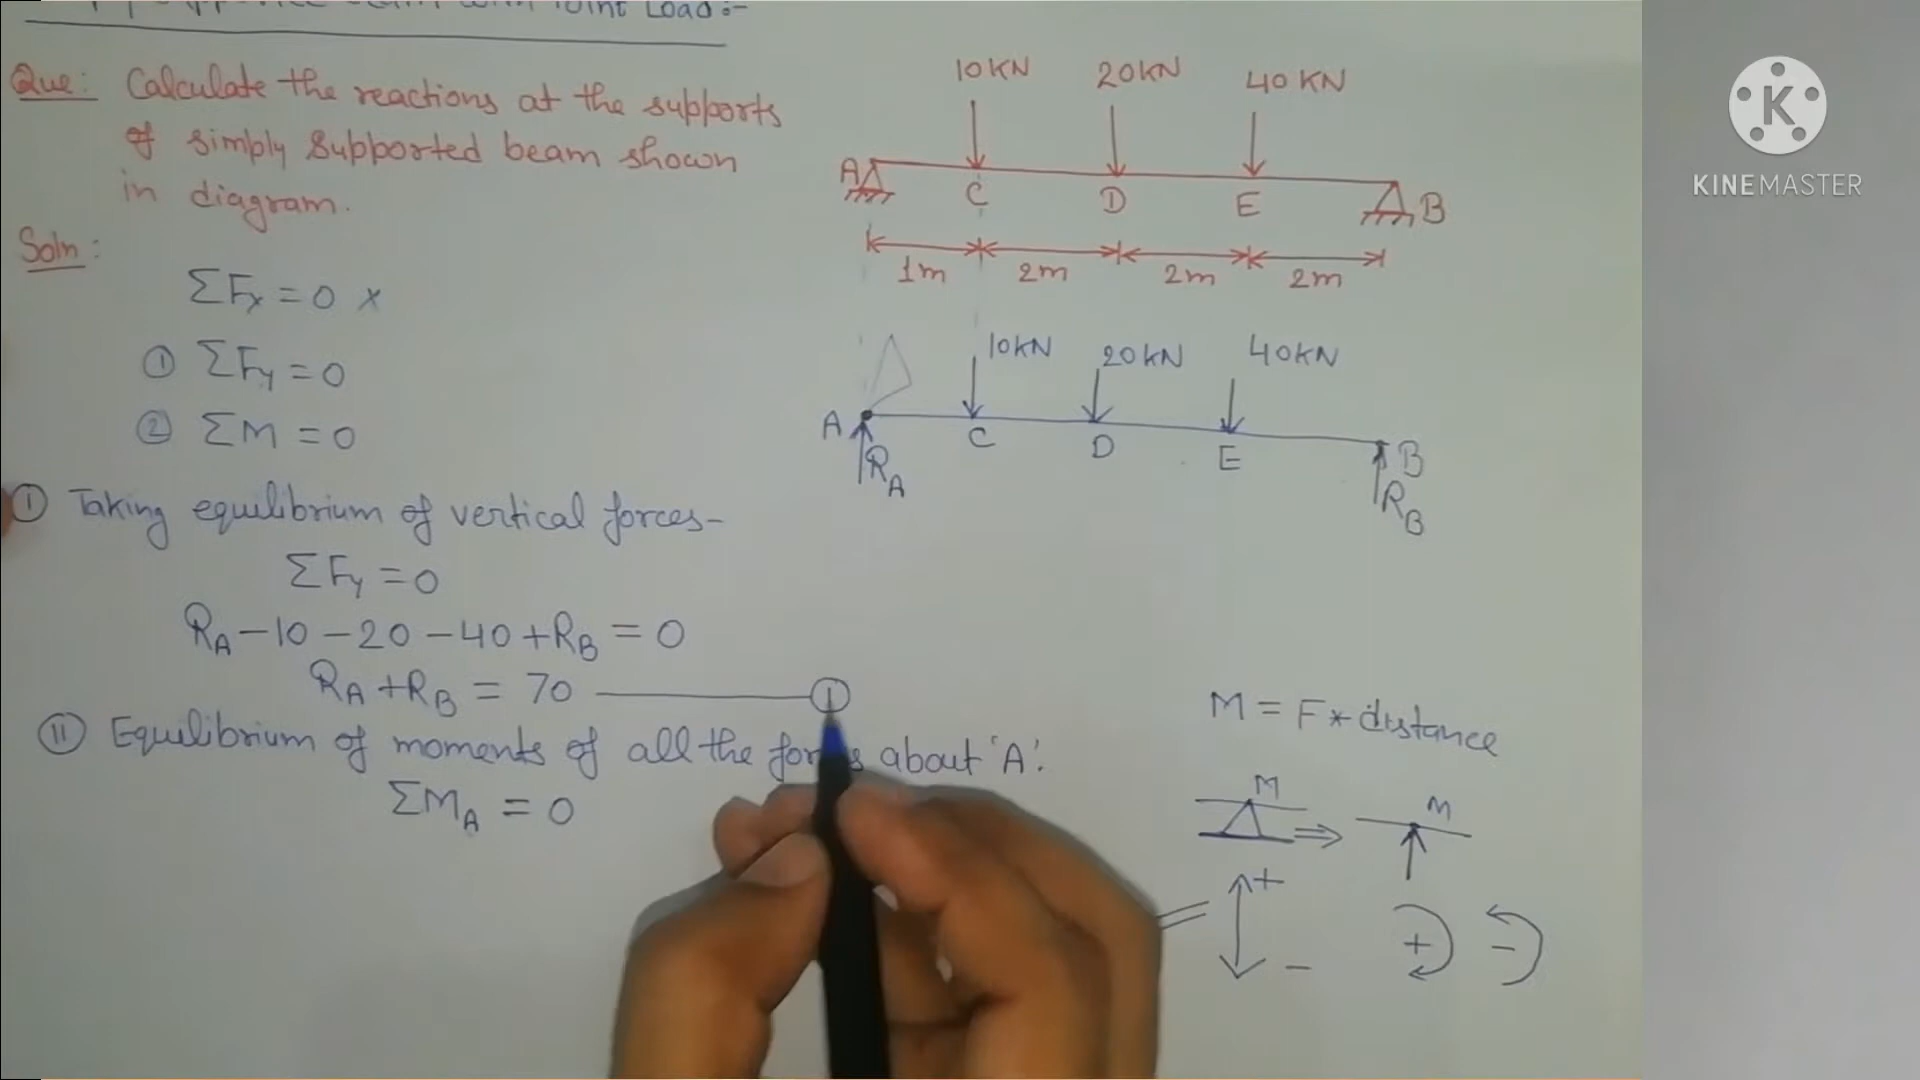 Point Load :-
Que: Calculate the reactions at the supports
of simply supported beam shown
in diagram.
Soln:
ΣFx = 0 ×
① ΣFy = 0
② ΣM = 0
Ⓘ Taking equilibrium of vertical forces-
ΣFy = 0
RA - 10 - 20 - 40 + RB = 0
RA + RB = 70 ①
Ⓘⓘ Equilibrium of moments of all the about 'A'.
ΣMA = 0
10KN 20KN 40KN
A C D E B
1m 2m 2m 2m
10KN 20KN 40KN
A C D E B
RA RB
M = F * distance
M M
+ -
+ -
K
KINEMASTER